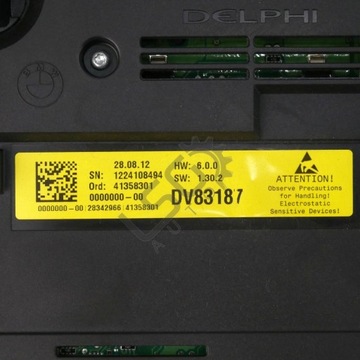 DELPHI
28.08.12
HW: 6.0.0
SN: 1224108494
SW: 1.30.2
Ord: 41358301
0000000-00
DV83187
0000000-00|28342966|41358301
ATTENTION!
Observe Precautions
for Handling!
Electrostatic
Sensitive Devices!